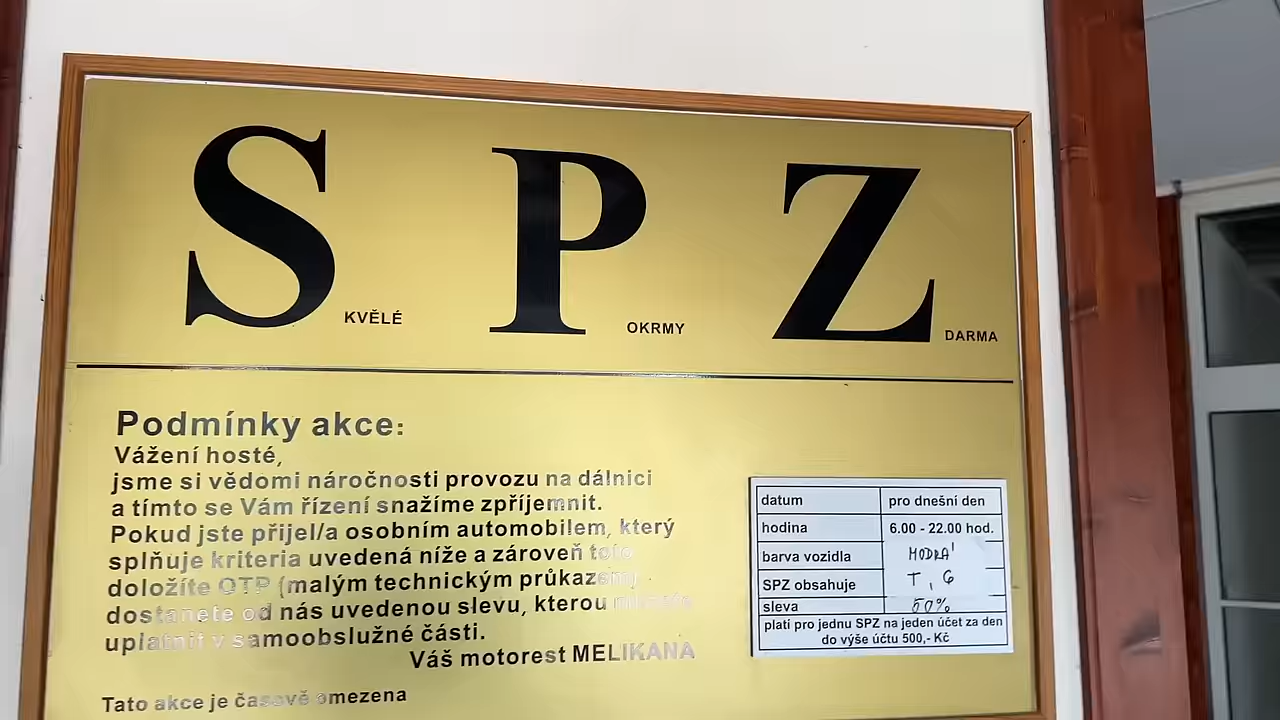 S KVĚLÉ P OKRMY Z DARMA
Podmínky akce:
Vážení hosté,
jsme si vědomi náročnosti provozu na dálnici
a tímto se Vám řízení snažíme zpříjemnit.
Pokud jste přijel/a osobním automobilem, který
splňuje kriteria uvedená níže a zároveň toto
doložíte OTP (malým technickým průkazem)
dostanete od nás uvedenou slevu, kterou můžete
uplatnit v samoobslužné části.
Váš motorest MELIKANA
Tato akce je časově omezena
datum pro dnešní den
hodina 6.00 - 22.00 hod.
barva vozidla MODRÁ
SPZ obsahuje T, G
sleva 50%
platí pro jednu SPZ na jeden účet za den
do výše účtu 500,- Kč